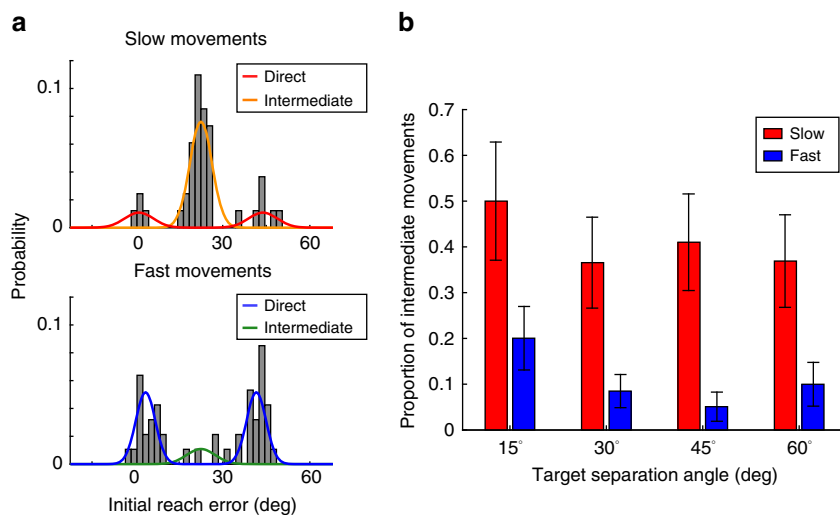 a
Slow movements
0.1
0
Direct
Intermediate
0 30 60
Probability
Fast movements
0.1
0
Direct
Intermediate
0 30 60
Initial reach error (deg)
b
Proportion of intermediate movements
0.7
0.6
0.5
0.4
0.3
0.2
0.1
0
Slow
Fast
15° 30° 45° 60°
Target separation angle (deg)